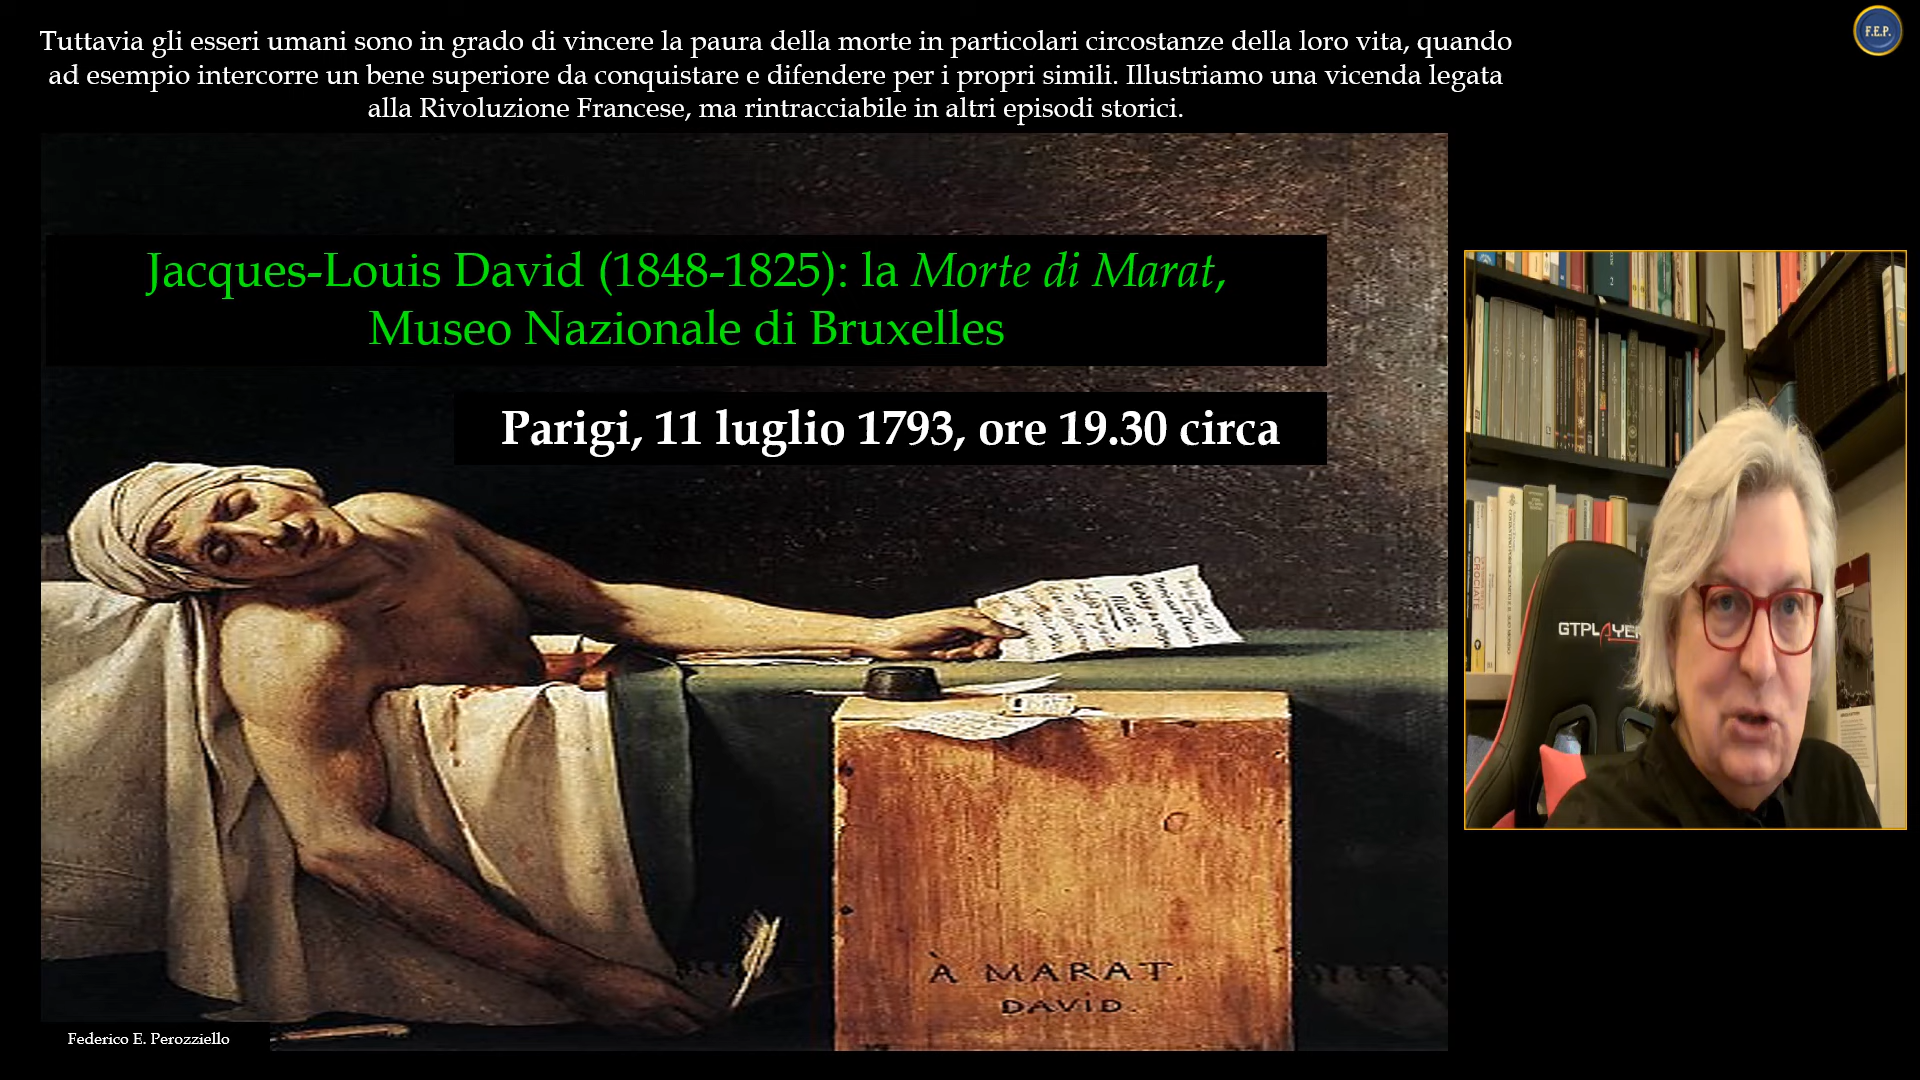 Tuttavia gli esseri umani sono in grado di vincere la paura della morte in particolari circostanze della loro vita, quando
ad esempio intercorre un bene superiore da conquistare e difendere per i propri simili. Illustriamo una vicenda legata
alla Rivoluzione Francese, ma rintracciabile in altri episodi storici.
F.E.P.
Jacques-Louis David (1848-1825): la Morte di Marat,
Museo Nazionale di Bruxelles
Parigi, 11 luglio 1793, ore 19.30 circa
GTPLAYER
CROCIATE
À MARAT.
DAVID.
Federico E. Perozziello